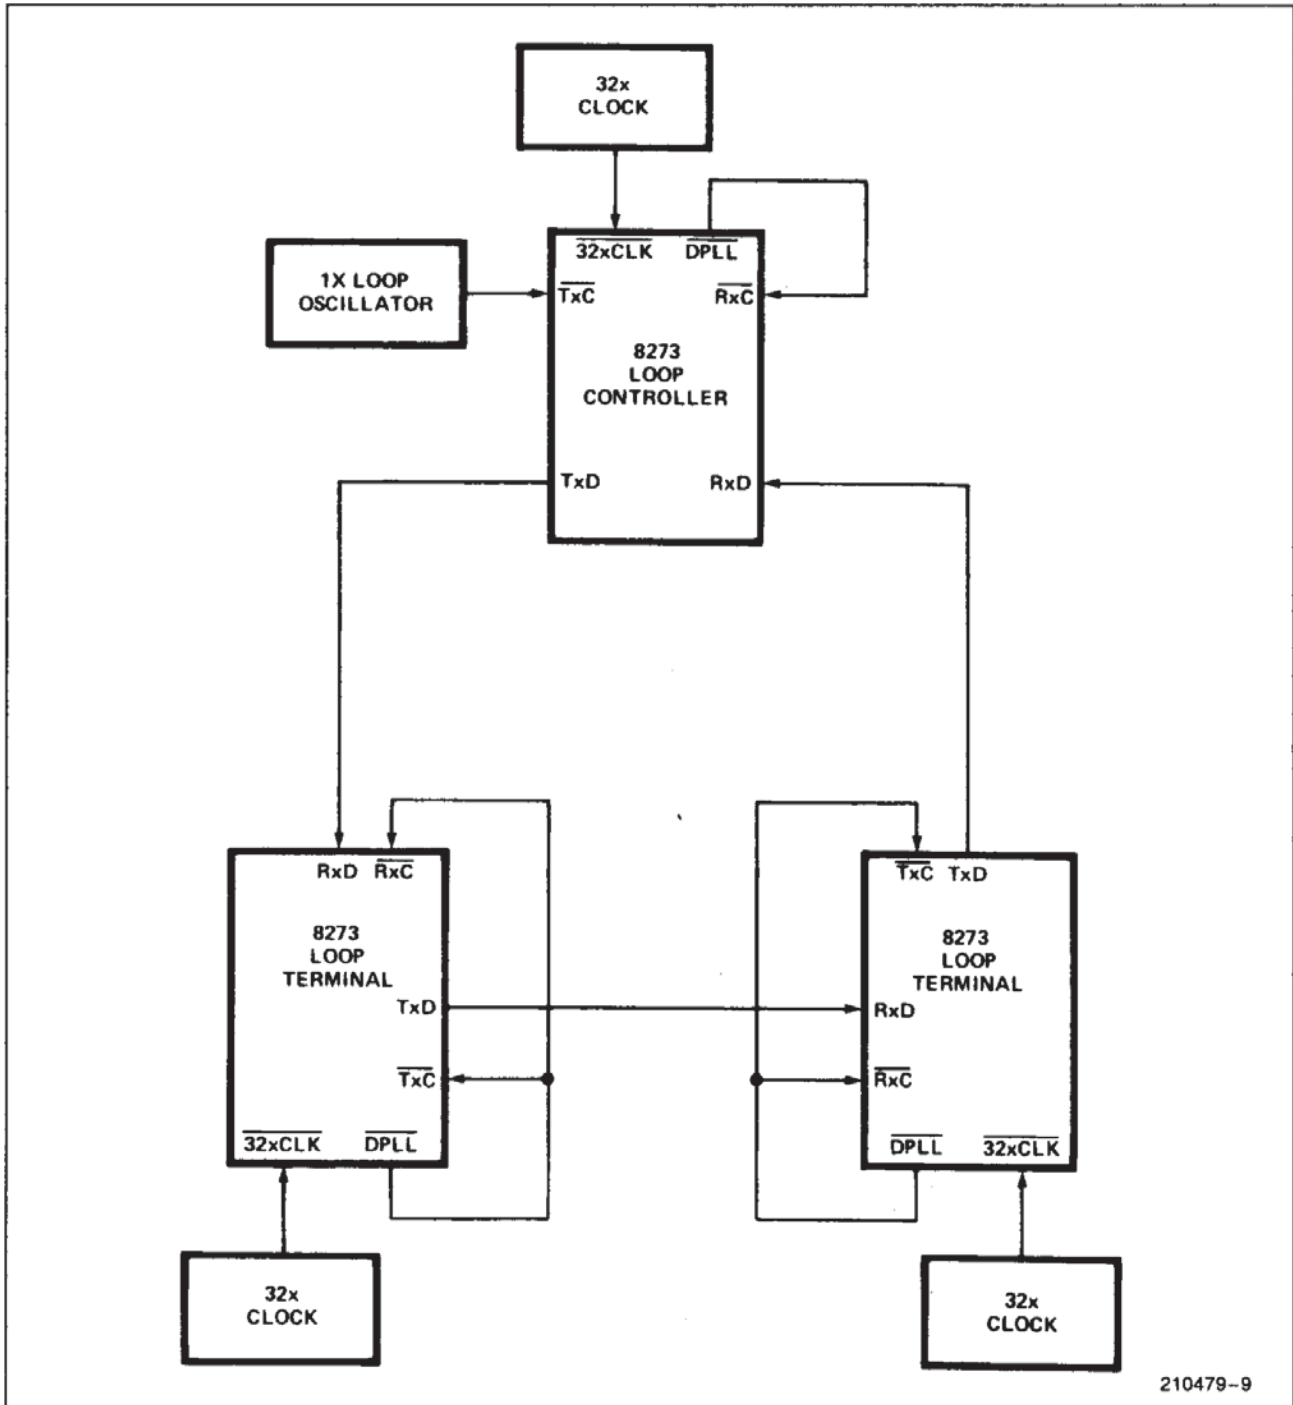 32x
CLOCK
32xCLK DPLL
1X LOOP
OSCILLATOR
TxC RxC
8273
LOOP
CONTROLLER
TxD RxD
RxD RxC
8273
LOOP
TERMINAL
TxD
TxC
32xCLK DPLL
TxC TxD
8273
LOOP
TERMINAL
RxD
RxC
DPLL 32xCLK
32x
CLOCK
32x
CLOCK
210479-9